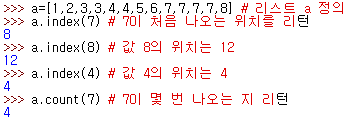 >>> a=[1,2,3,3,4,4,5,6,7,7,7,7,8] # 리스트 a 정의
>>> a.index(7) # 7이 처음 나오는 위치를 리턴
8
>>> a.index(8) # 값 8의 위치는 12
12
>>> a.index(4) # 값 4의 위치는 4
4
>>> a.count(7) # 7이 몇 번 나오는 지 리턴
4